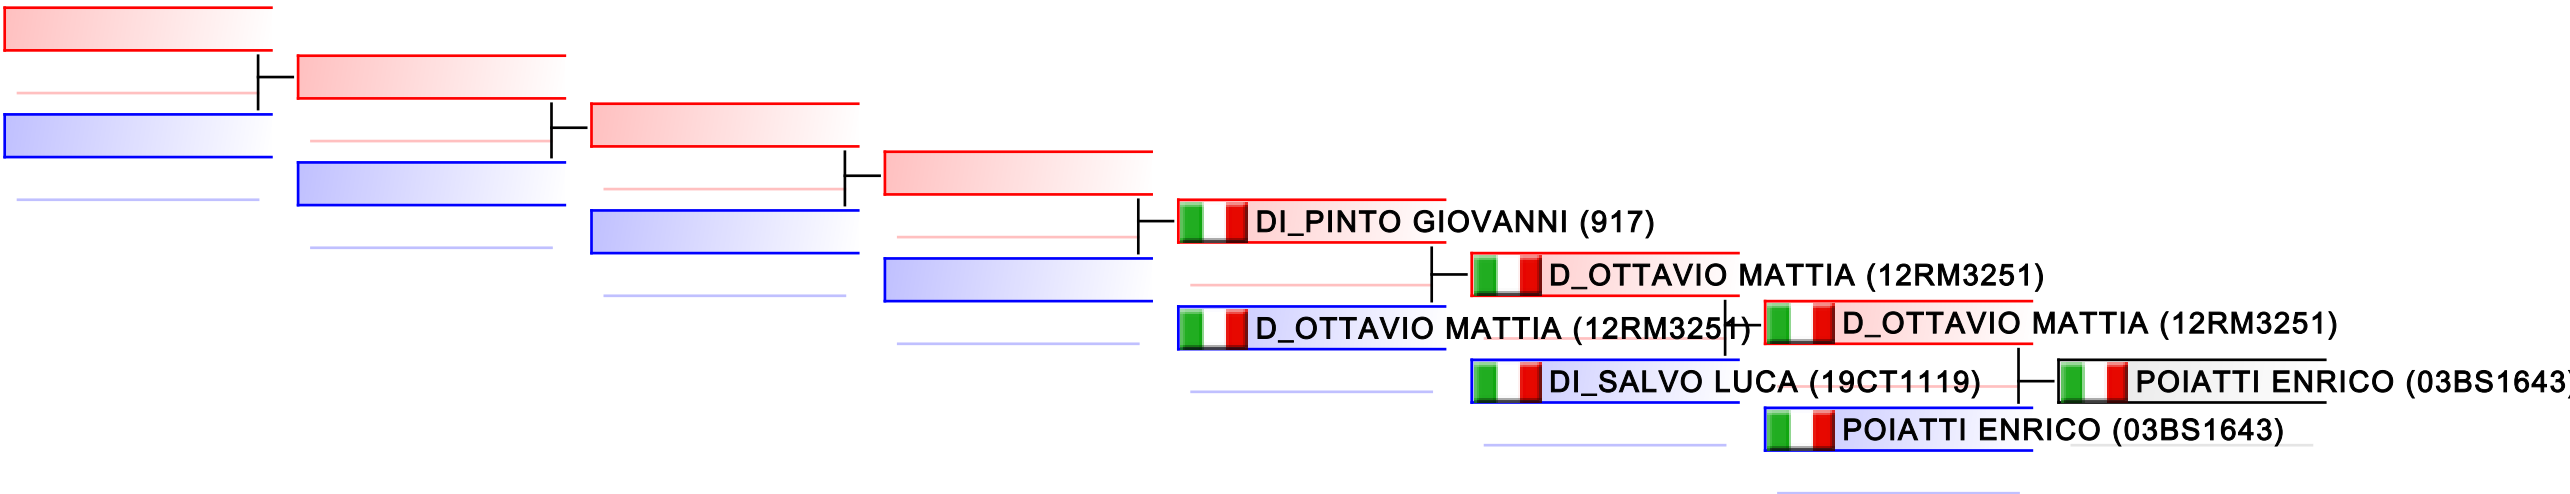 DI_PINTO GIOVANNI (917)
D_OTTAVIO MATTIA (12RM3251)
D_OTTAVIO MATTIA (12RM3251)
D_OTTAVIO MATTIA (12RM3251)
DI_SALVO LUCA (19CT1119)
POIATTI ENRICO (03BS1643)
POIATTI ENRICO (03BS1643)